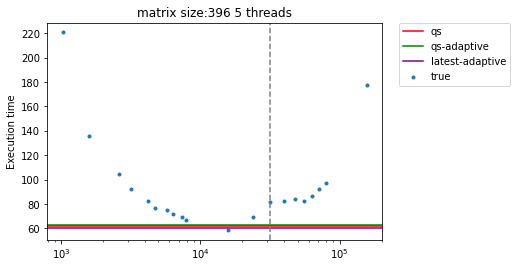 matrix size:396 5 threads
qs
qs-adaptive
latest-adaptive
true
Execution time
220
200
180
160
140
120
100
80
60
10³
10⁴
10⁵